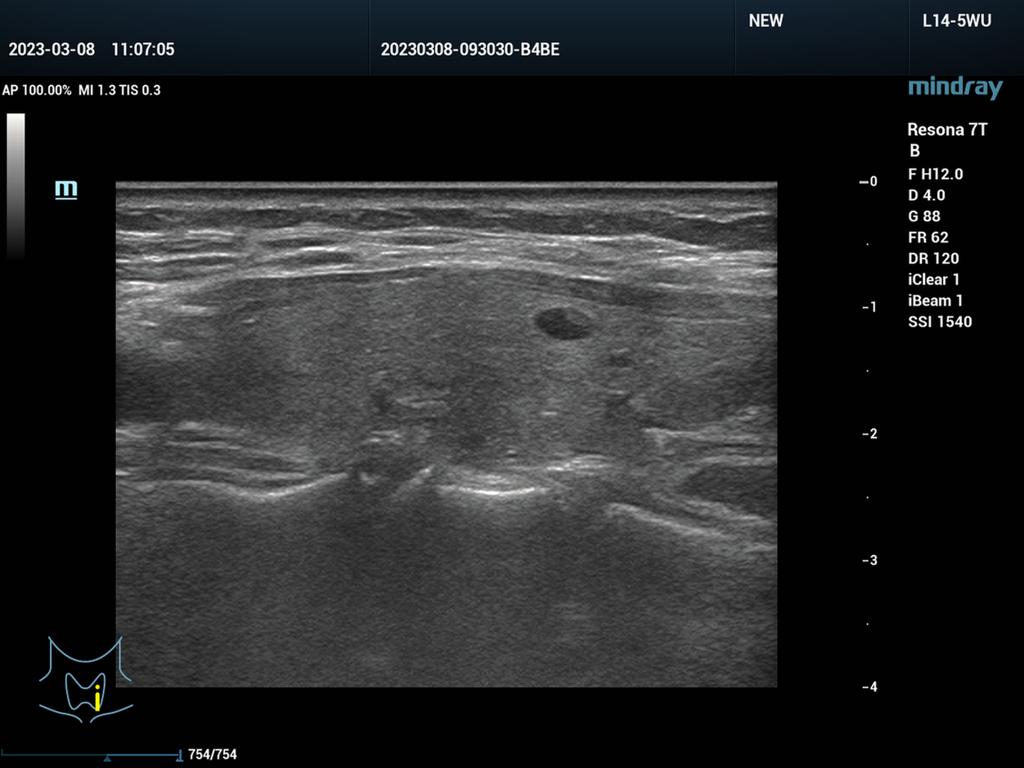 NEW
L14-5WU
2023-03-08 11:07:05
20230308-093030-B4BE
AP 100.00% MI 1.3 TIS 0.3
mindray
m
Resona 7T
B
F H12.0
D 4.0
G 88
FR 62
DR 120
iClear 1
iBeam 1
SSI 1540
0
-1
-2
-3
-4
i
754/754